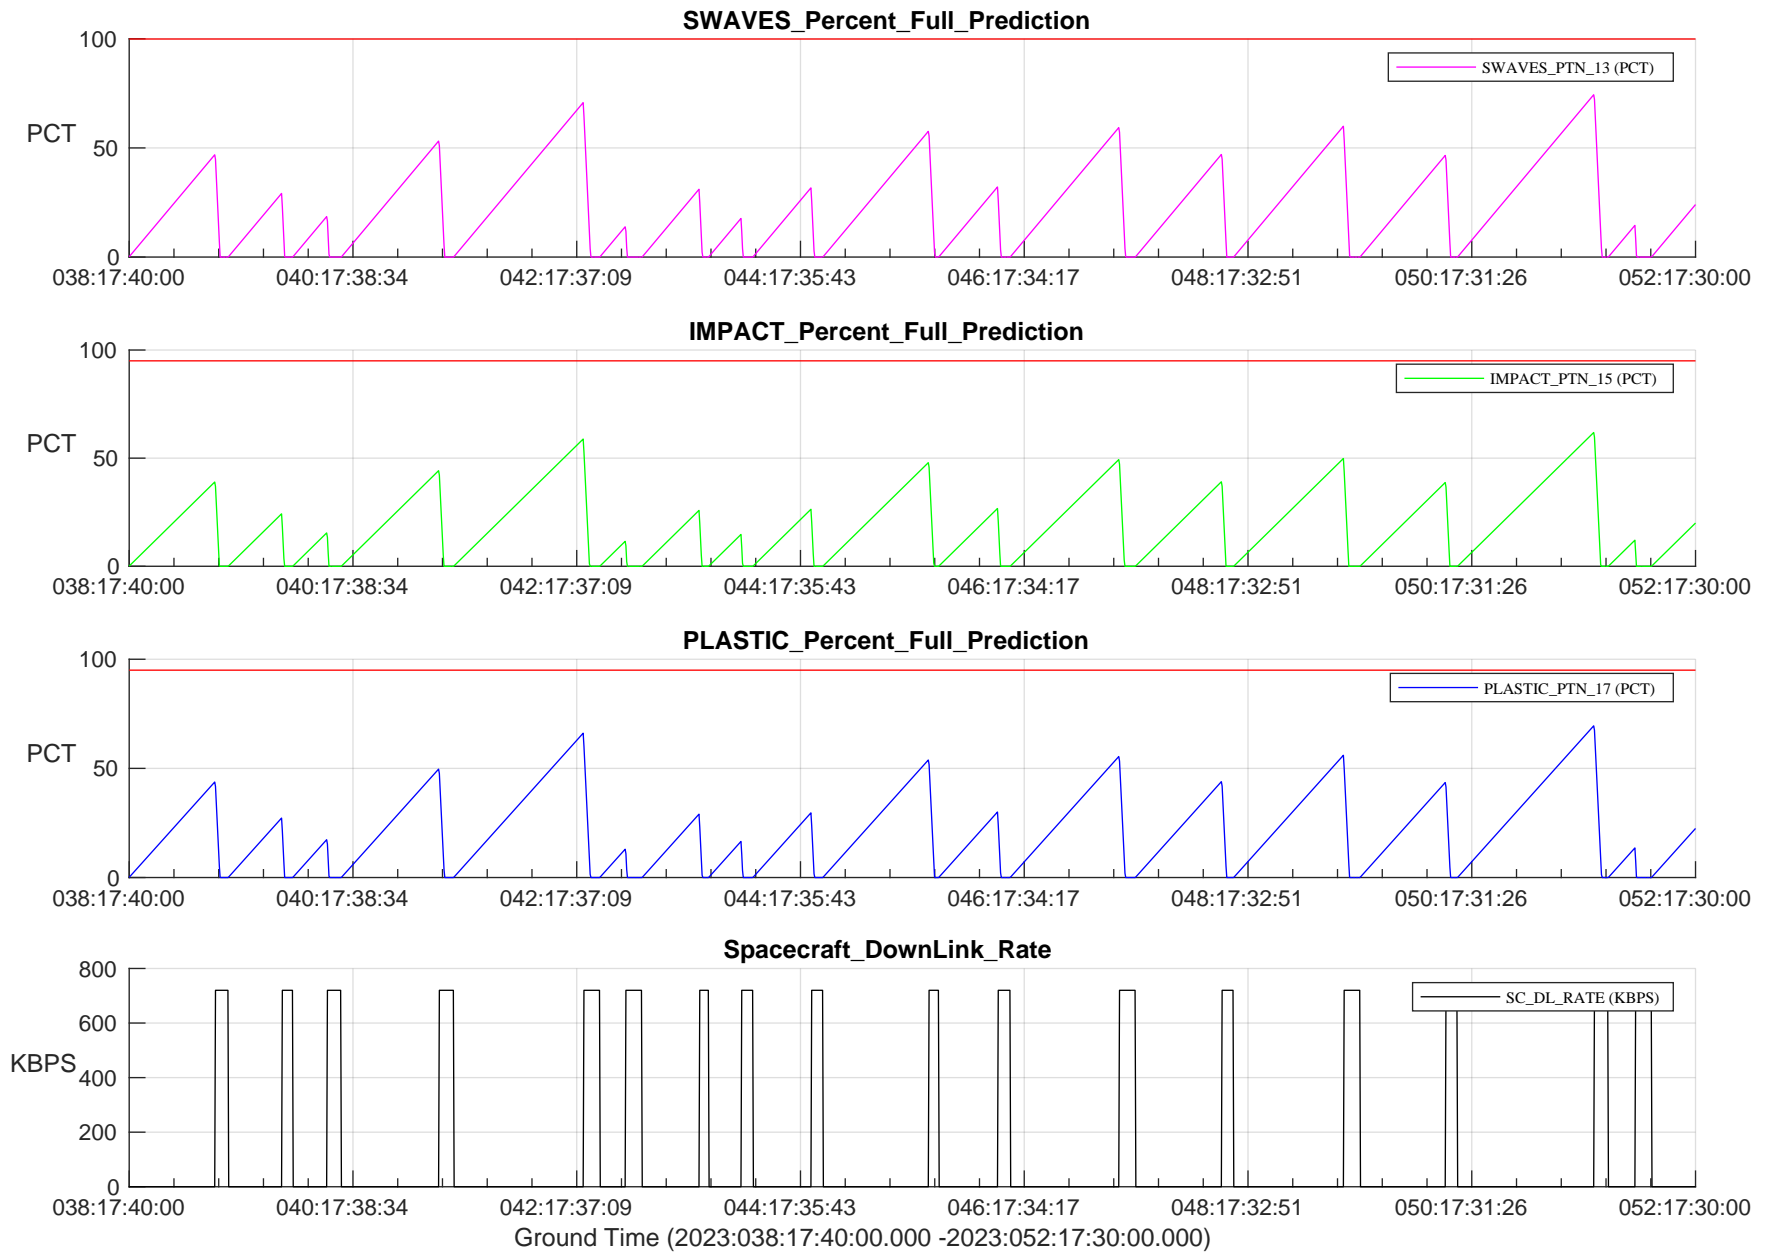 SWAVES_Percent_Full_Prediction
100
SWAVES_PTN_13 (PCT)
PCT
50
0
038:17:40:00 040:17:38:34 042:17:37:09 044:17:35:43 046:17:34:17 048:17:32:51 050:17:31:26 052:17:30:00
IMPACT_Percent_Full_Prediction
100
IMPACT_PTN_15 (PCT)
PCT
50
0
038:17:40:00 040:17:38:34 042:17:37:09 044:17:35:43 046:17:34:17 048:17:32:51 050:17:31:26 052:17:30:00
PLASTIC_Percent_Full_Prediction
100
PLASTIC_PTN_17 (PCT)
PCT
50
0
038:17:40:00 040:17:38:34 042:17:37:09 044:17:35:43 046:17:34:17 048:17:32:51 050:17:31:26 052:17:30:00
Spacecraft_DownLink_Rate
800
SC_DL_RATE (KBPS)
600
KBPS
400
200
0
038:17:40:00 040:17:38:34 042:17:37:09 044:17:35:43 046:17:34:17 048:17:32:51 050:17:31:26 052:17:30:00
Ground Time (2023:038:17:40:00.000 -2023:052:17:30:00.000)